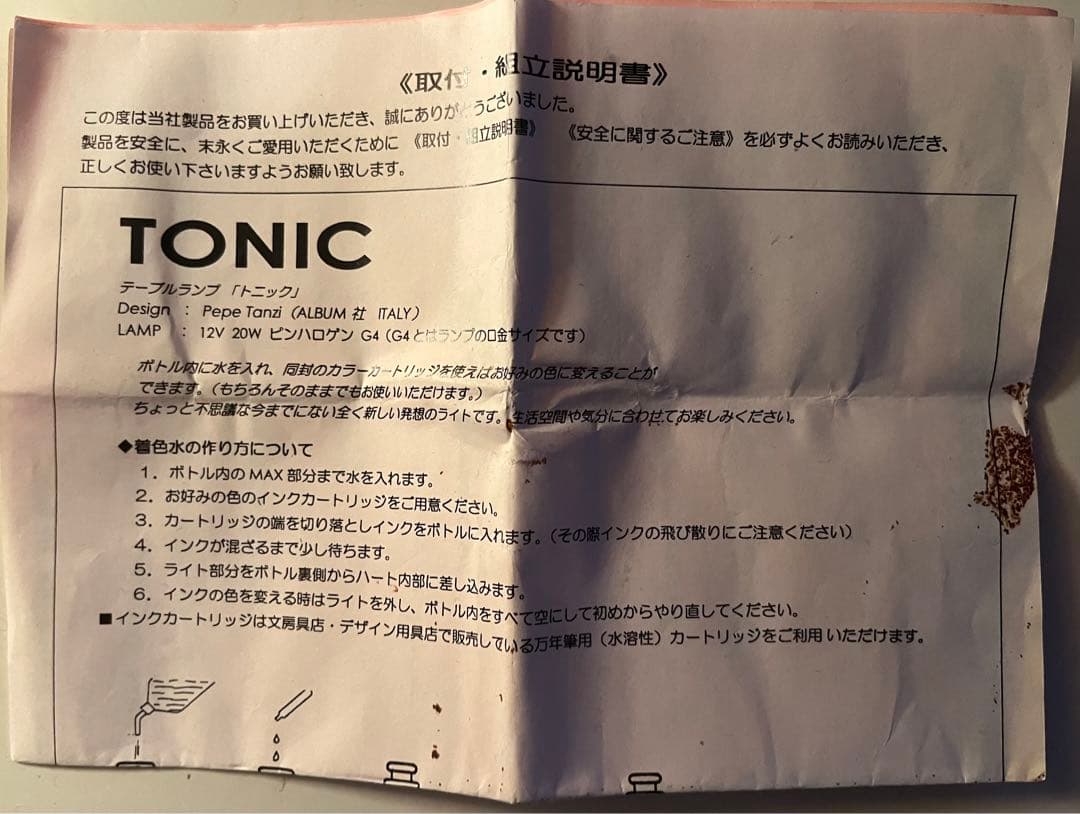 《取付・組立説明書》
この度は当社製品をお買い上げいただき、誠にありがとうございました。
製品を安全に、末永くご愛用いただくために 《取付・組立説明書》 《安全に関するご注意》を必ずよくお読みいただき、
正しくお使い下さいますようお願い致します。
TONIC
テーブルランプ「トニック」
Design : Pepe Tanzi（ALBUM 社 ITALY）
LAMP : 12V 20W ピンハロゲン G4（G4 とはランプの口金サイズです）
ボトル内に水を入れ、同封のカラーカートリッジを使えばお好みの色に変えることが
できます。（もちろんそのままでもお使いいただけます。）
ちょっと不思議な今までにない全く新しい発想のライトです。生活空間や気分に合わせてお楽しみください。
◆着色水の作り方について
1．ボトル内の MAX 部分まで水を入れます。
2．お好みの色のインクカートリッジをご用意ください。
3．カートリッジの端を切り落としインクをボトルに入れます。（その際インクの飛び散りにご注意ください）
4．インクが混ざるまで少し待ちます。
5．ライト部分をボトル裏側からハート内部に差し込みます。
6．インクの色を変える時はライトを外し、ボトル内をすべて空にして初めからやり直してください。
■インクカートリッジは文房具店・デザイン用具店で販売している万年筆用（水溶性）カートリッジをご利用いただけます。